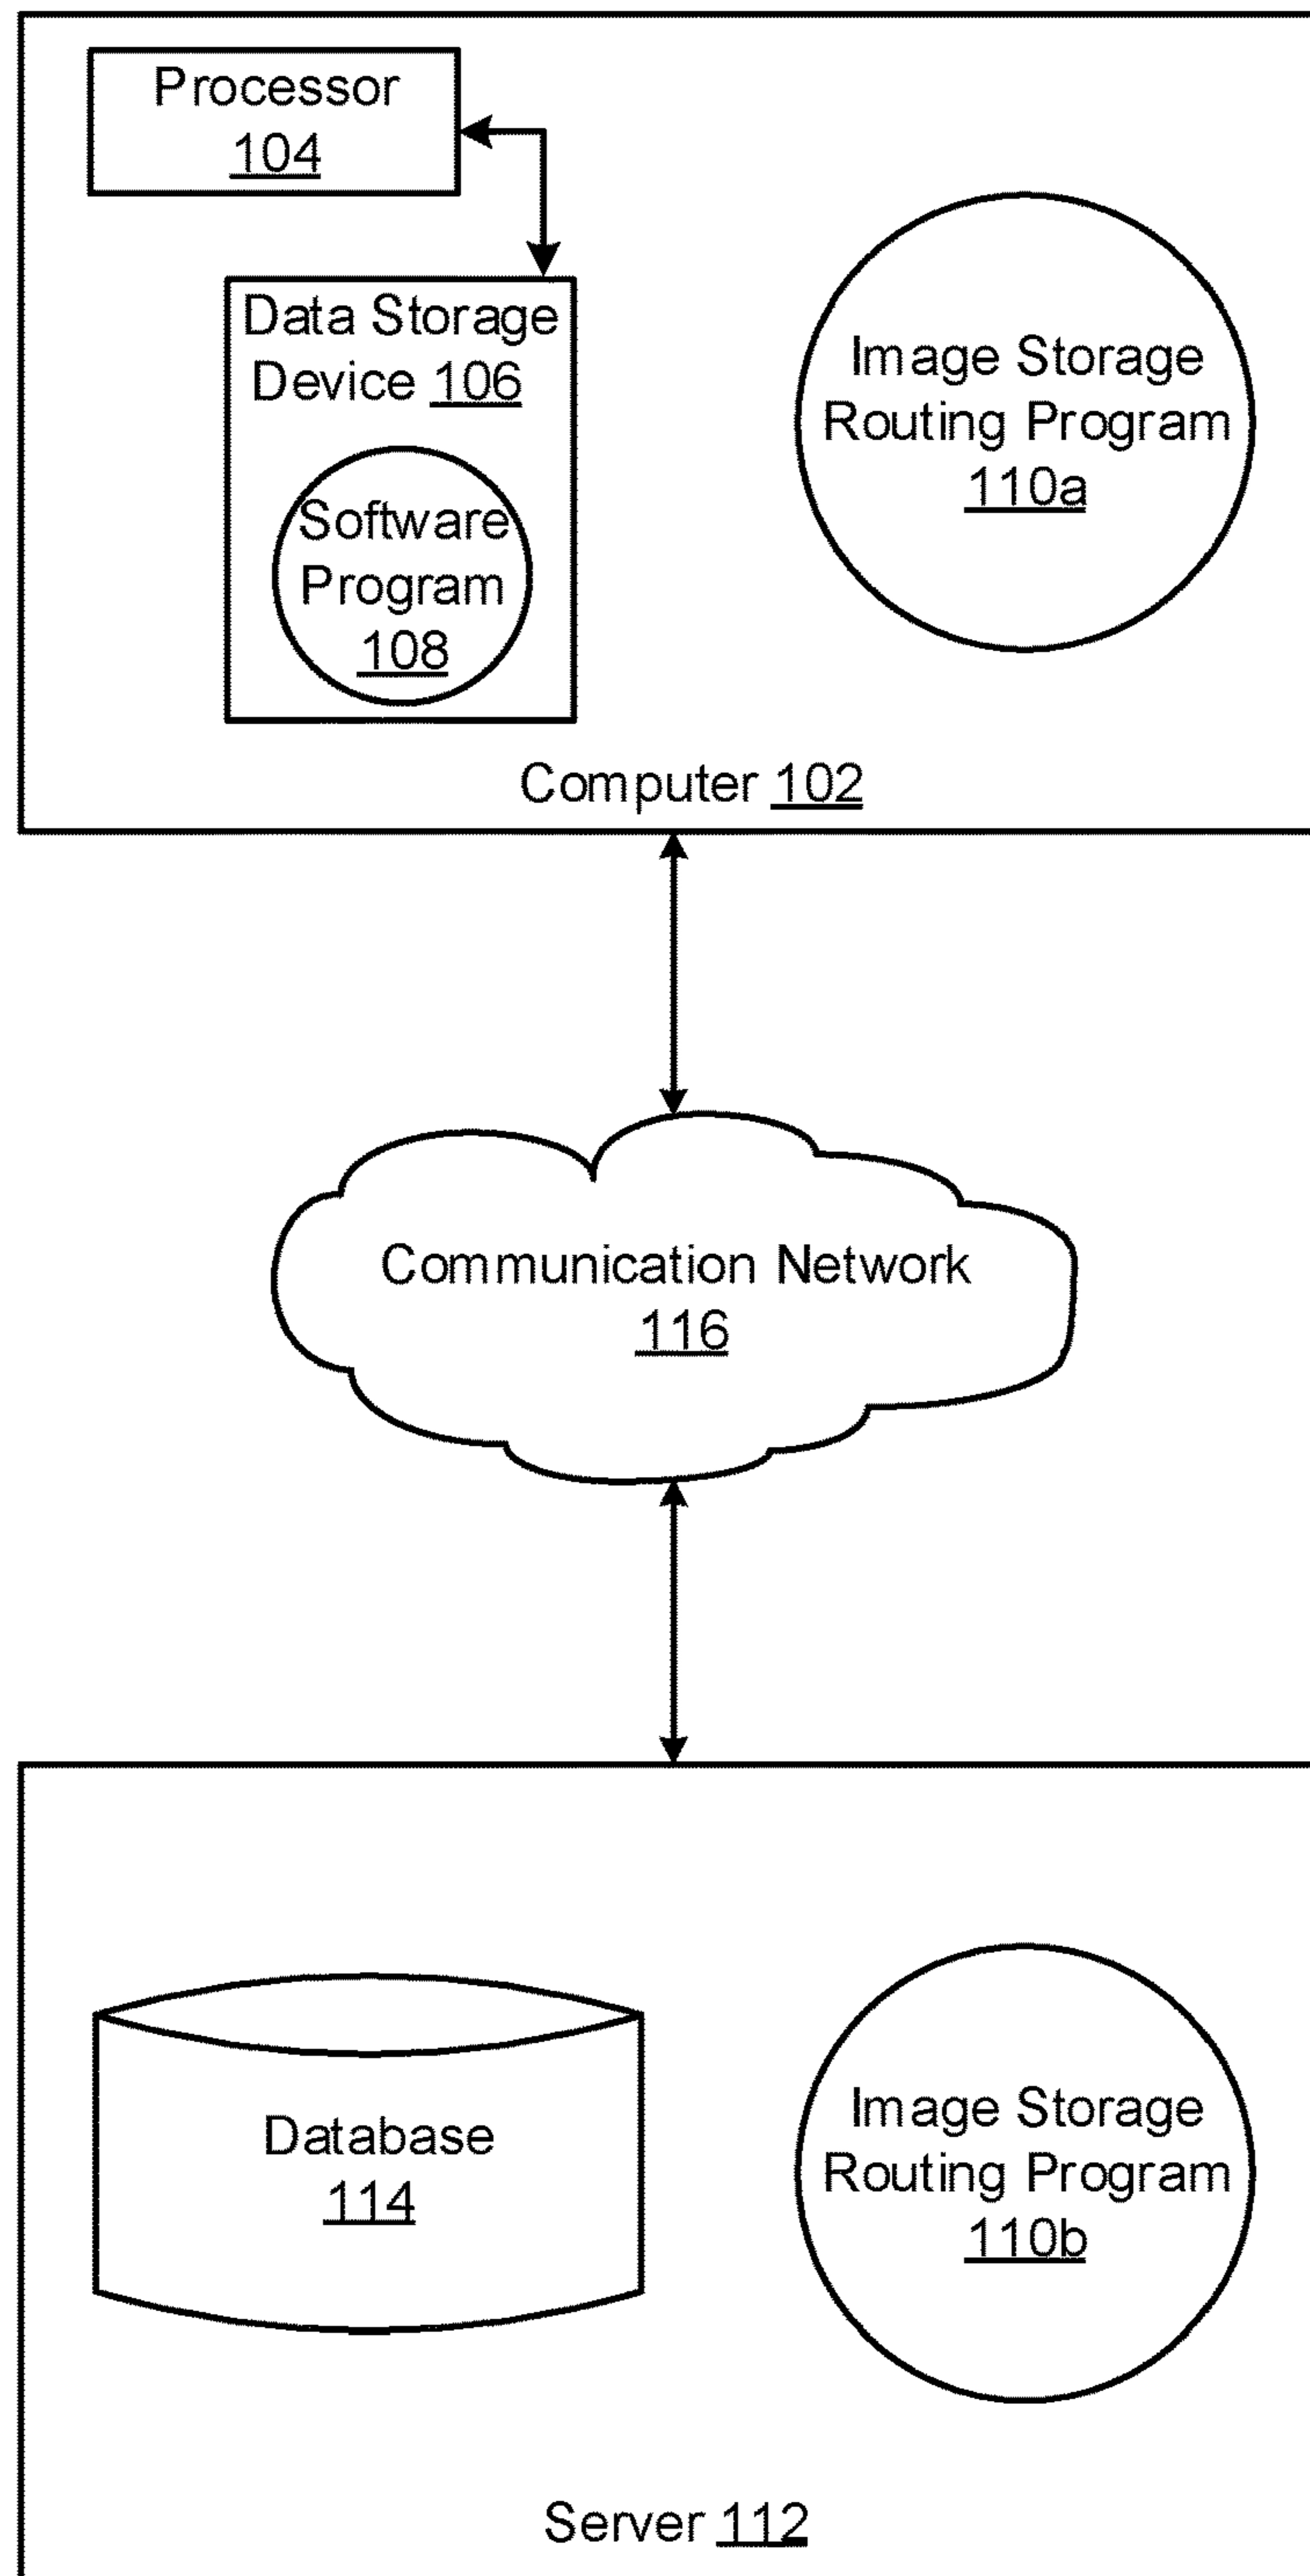 Processor
104
Data Storage
Device 106
Software
Program
108
Image Storage
Routing Program
110a
Computer 102
Communication Network
116
Database
114
Image Storage
Routing Program
110b
Server 112